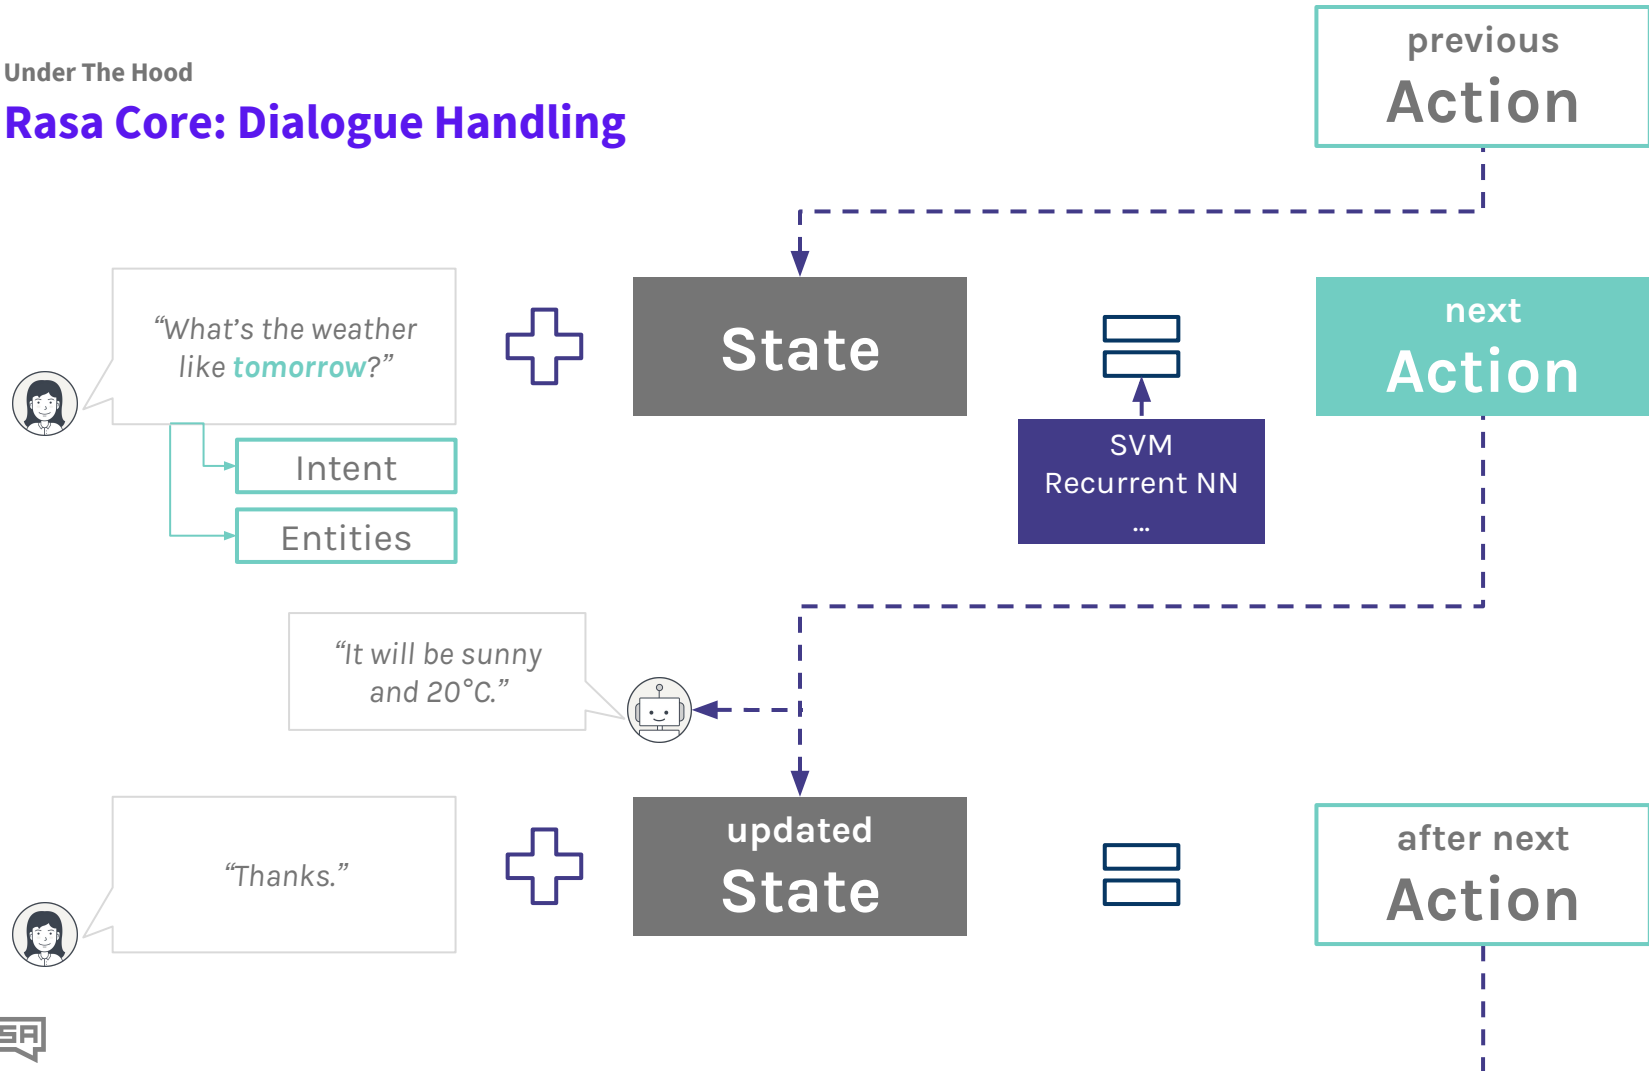 Under The Hood
Rasa Core: Dialogue Handling
previous
Action
“What’s the weather
like tomorrow?”
State
next
Action
Intent
Entities
SVM
Recurrent NN
...
“It will be sunny
and 20°C.”
“Thanks.”
updated
State
after next
Action
SA